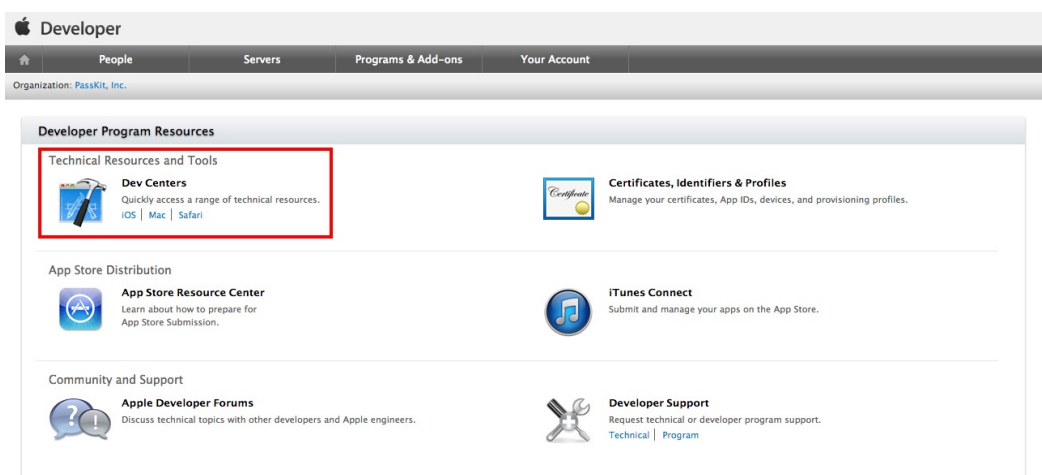 Developer
People Servers Programs & Add-ons Your Account
Organization: PassKit, Inc.
Developer Program Resources
Technical Resources and Tools
Dev Centers
Quickly access a range of technical resources.
iOS | Mac | Safari
Certificate
Certificates, Identifiers & Profiles
Manage your certificates, App IDs, devices, and provisioning profiles.
App Store Distribution
App Store Resource Center
Learn about how to prepare for
App Store Submission.
iTunes Connect
Submit and manage your apps on the App Store.
Community and Support
Apple Developer Forums
Discuss technical topics with other developers and Apple engineers.
Developer Support
Request technical or developer program support.
Technical | Program